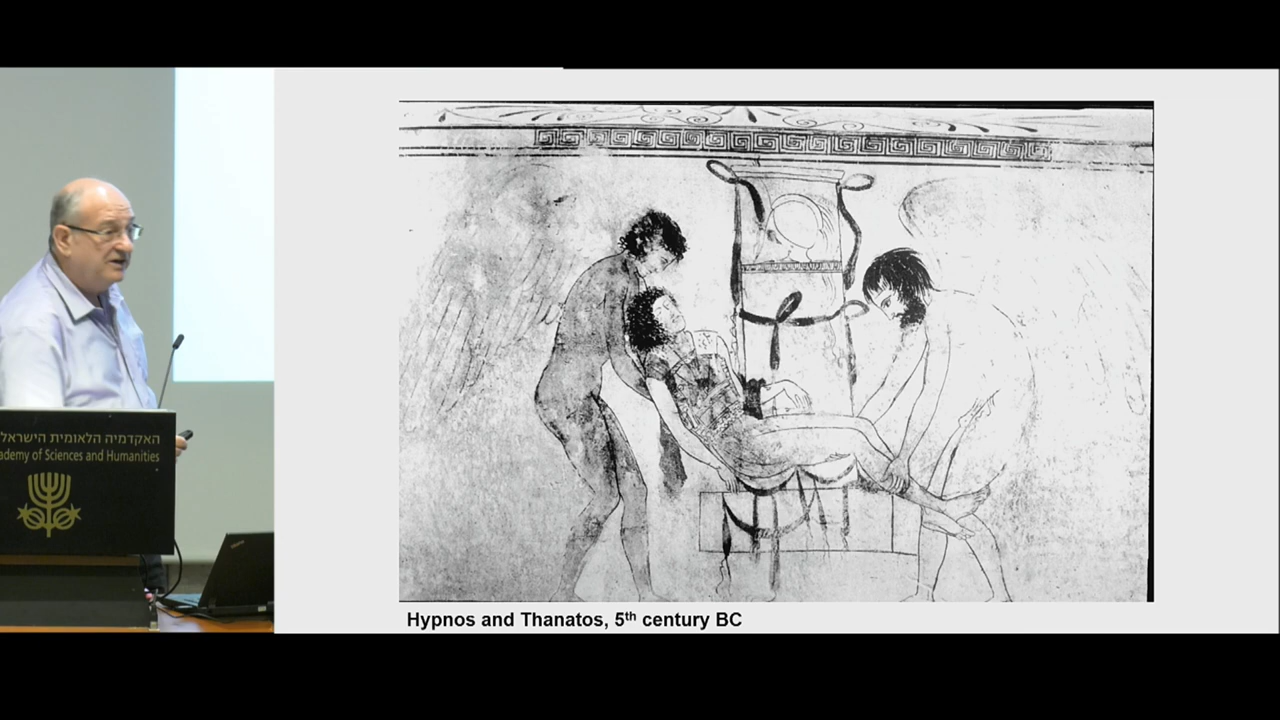 האקדמיה הלאומית הישראל
ademy of Sciences and Humanities
Hypnos and Thanatos, 5th century BC